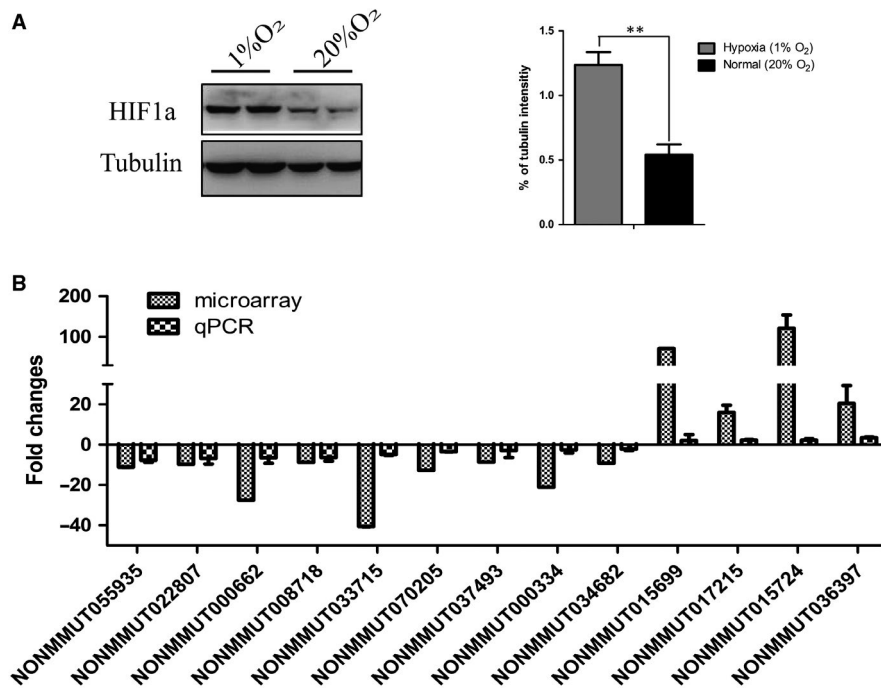 A
1%O₂
20%O₂
HIF1a
Tubulin
**
Hypoxia (1% O₂)
Normal (20% O₂)
% of tubulin intensitiy
1.5
1.0
0.5
0.0
B
microarray
qPCR
Fold changes
200
100
20
0
−20
−40
NONMMUT055935
NONMMUT022807
NONMMUT000662
NONMMUT008718
NONMMUT033715
NONMMUT070205
NONMMUT037493
NONMMUT000334
NONMMUT034682
NONMMUT015699
NONMMUT017215
NONMMUT015724
NONMMUT036397